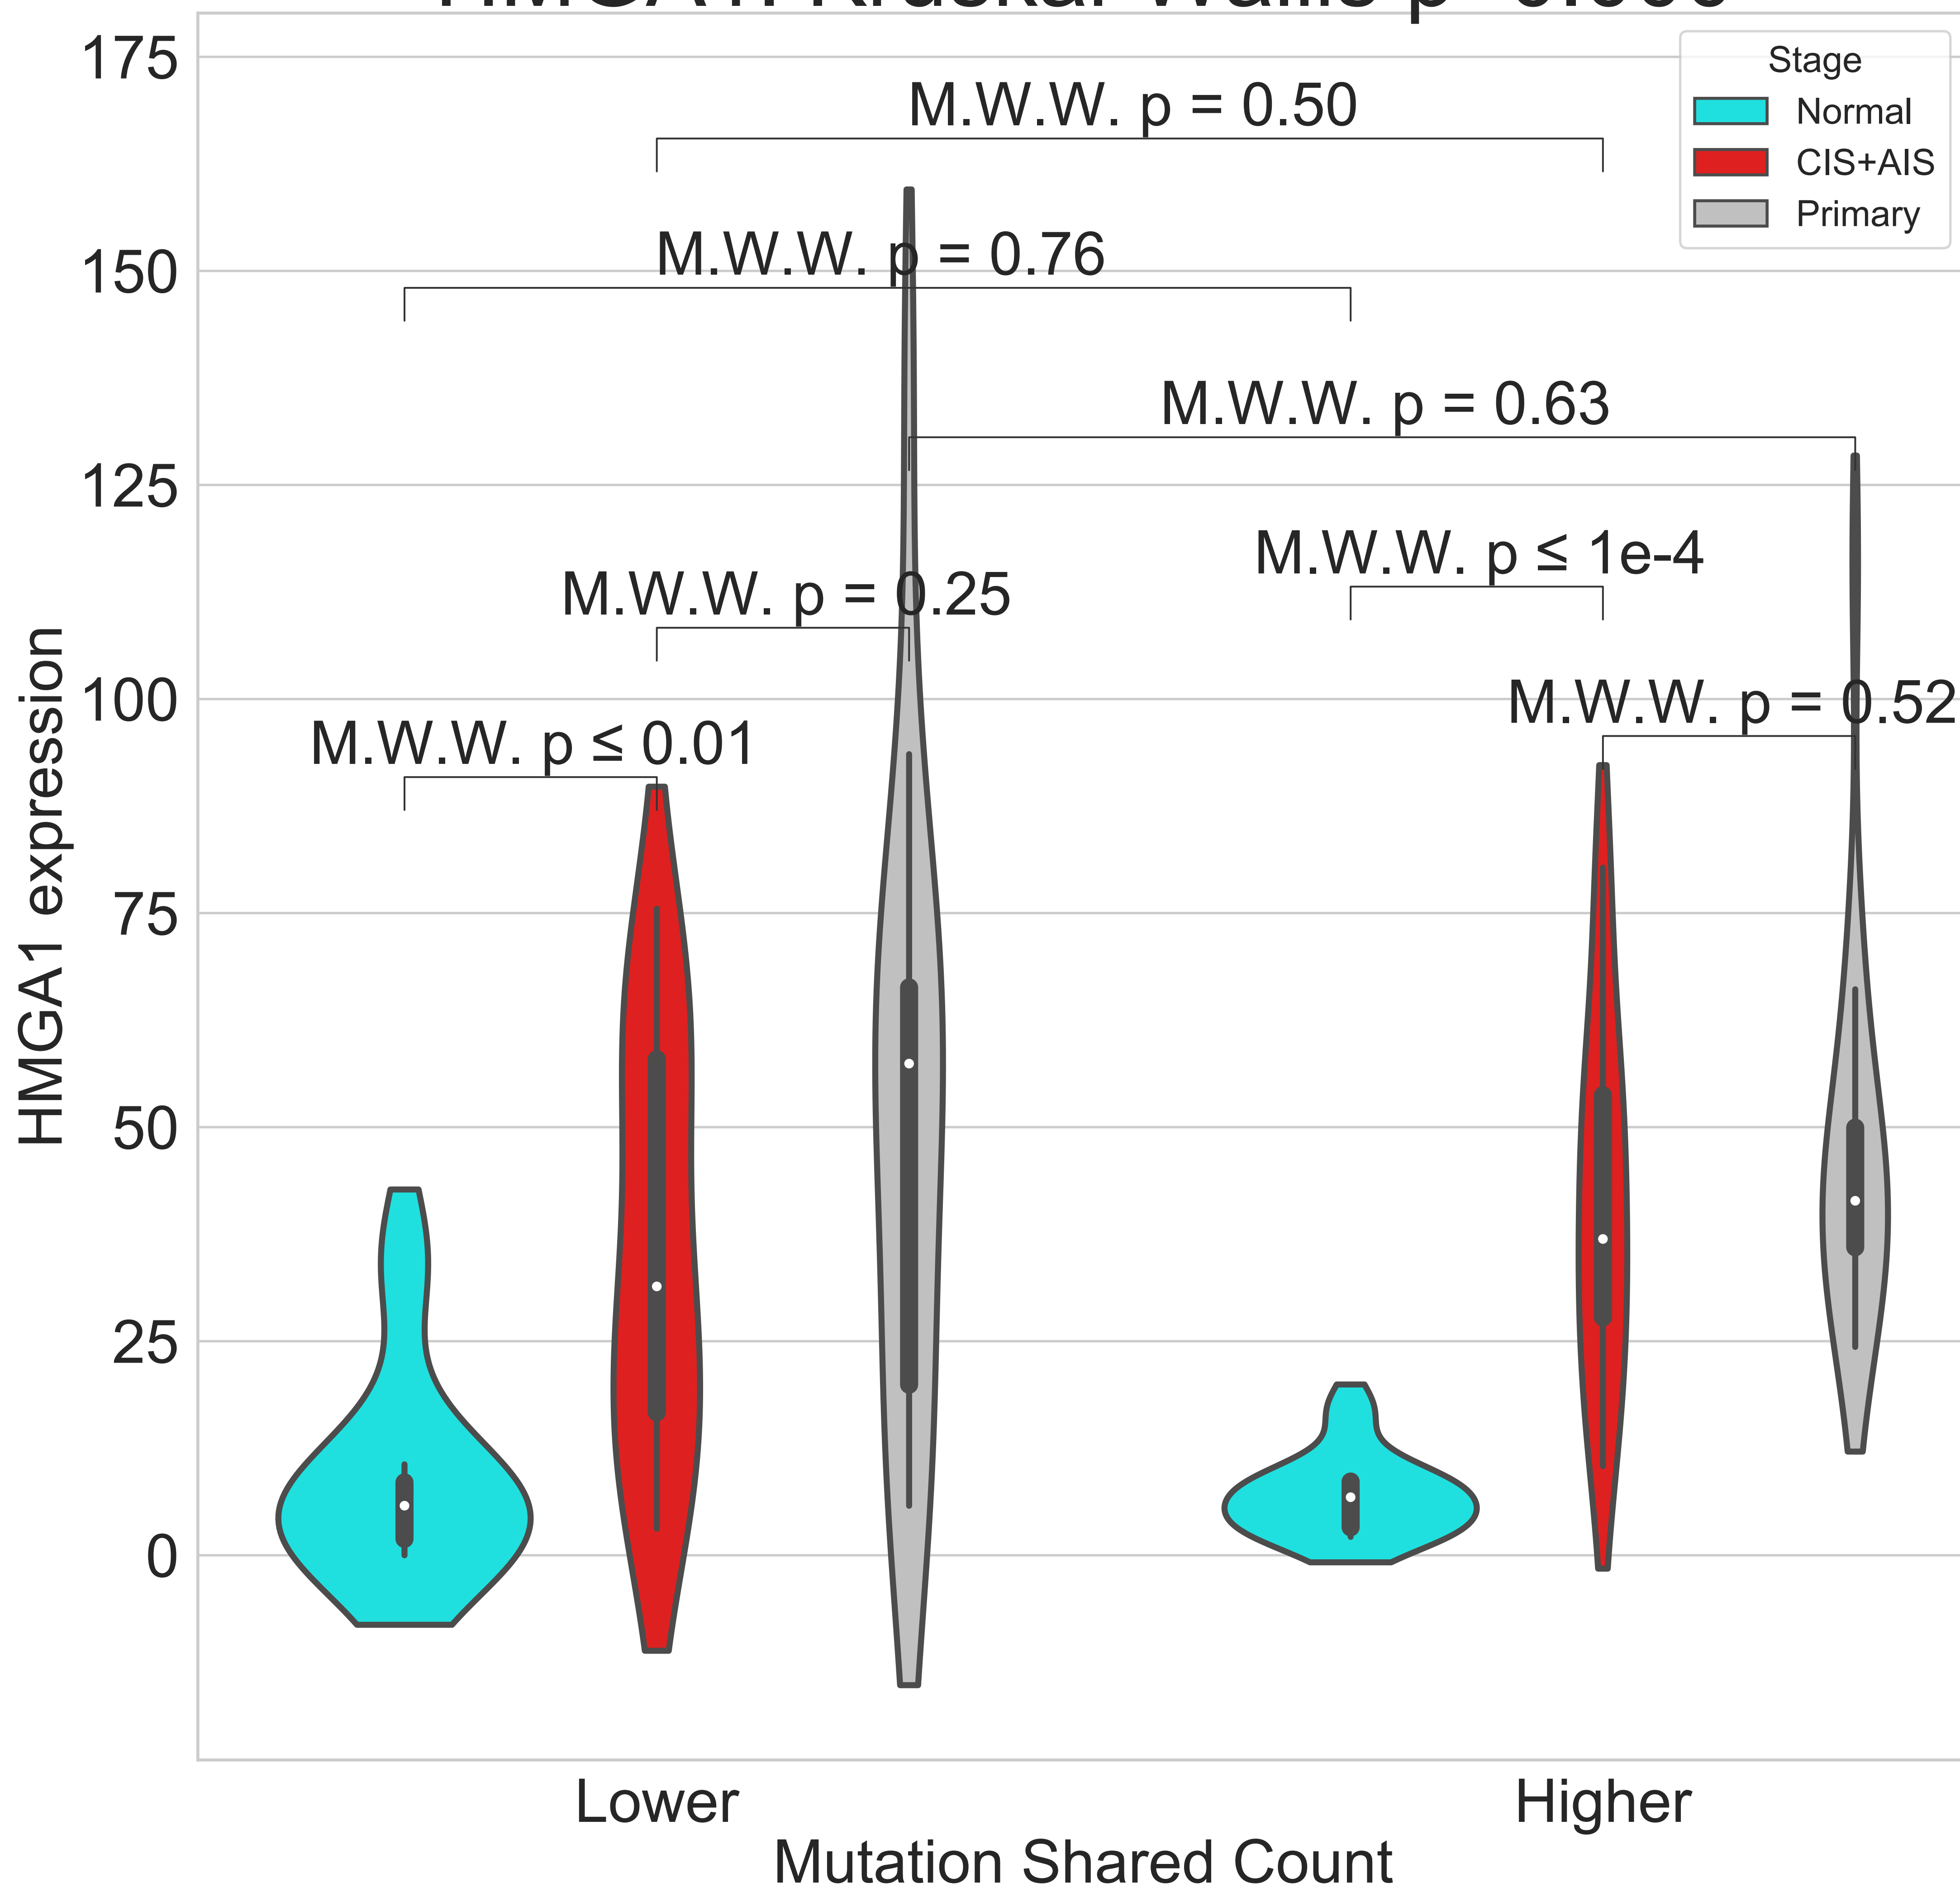 175
Stage
Normal
CIS+AIS
Primary
M.W.W. p = 0.50
M.W.W. p = 0.76
150
M.W.W. p = 0.63
125
M.W.W. p ≤ 1e-4
M.W.W. p = 0.25
M.W.W. p = 0.52
100
M.W.W. p ≤ 0.01
HMGA1 expression
75
50
25
0
Lower
Higher
Mutation Shared Count